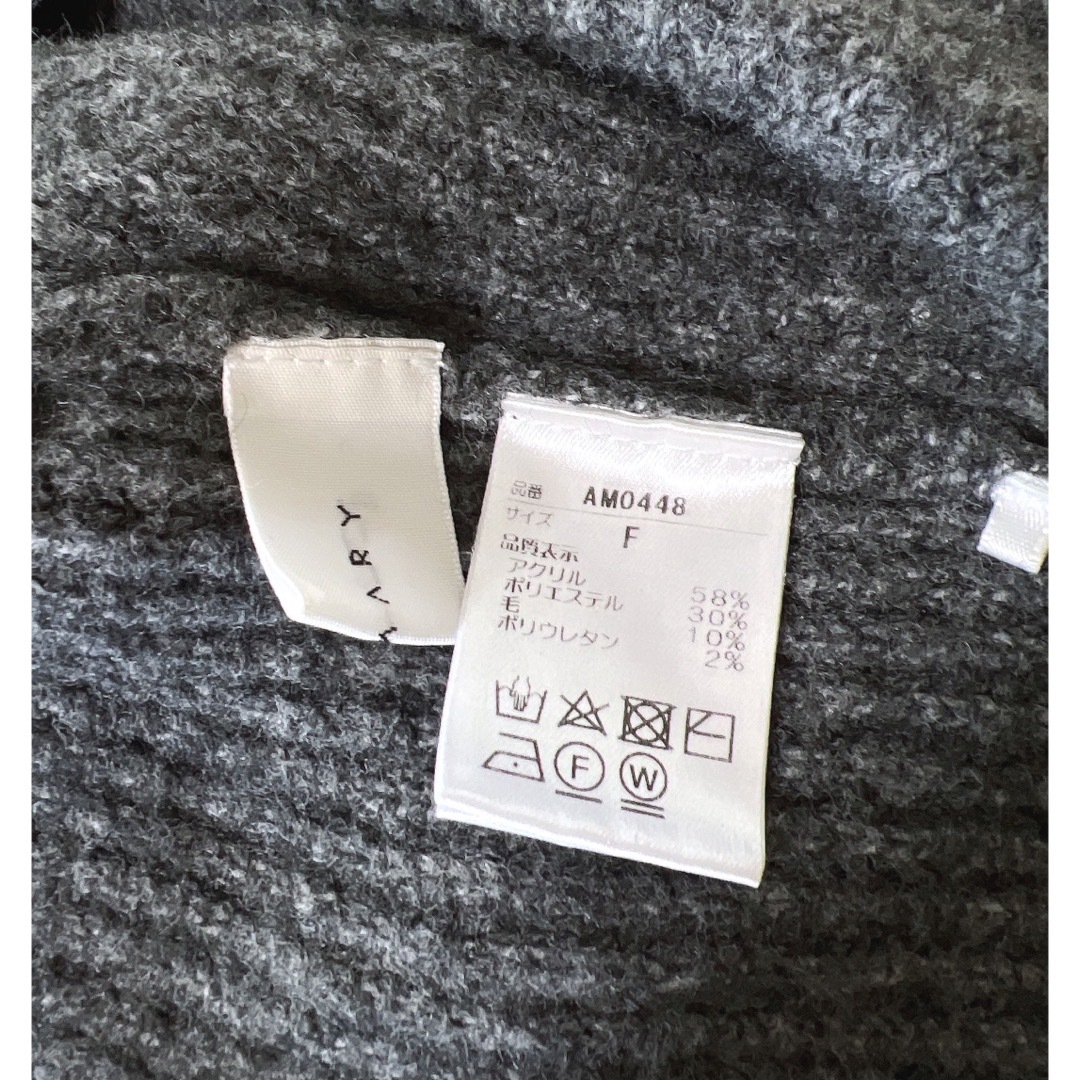 MARY
品番 AM0448
サイズ F
品質表示
アクリル 58%
ポリエステル 30%
毛 10%
ポリウレタン 2%
F W